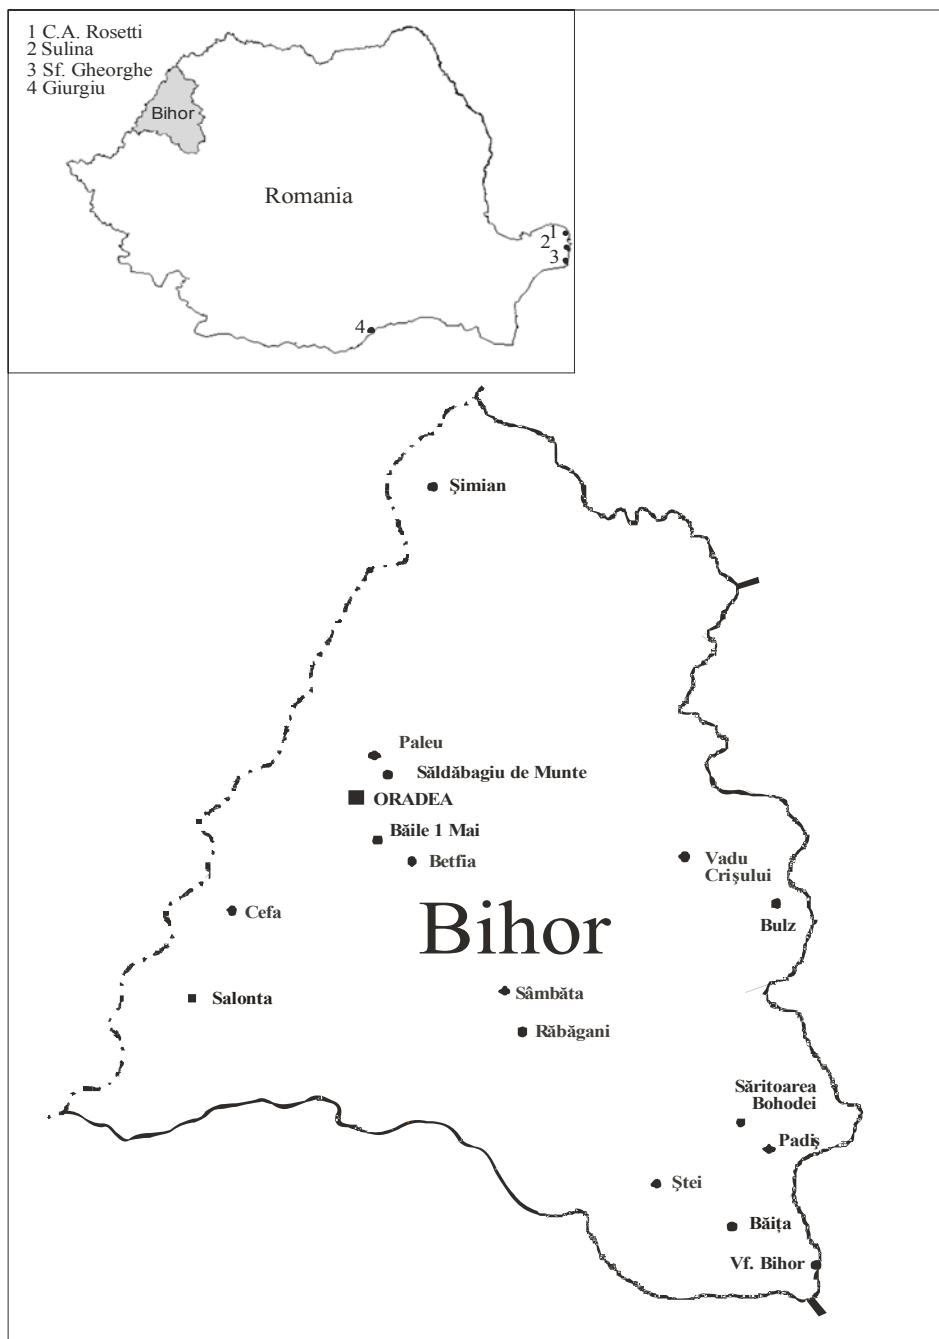 1 C.A. Rosetti
2 Sulina
3 Sf. Gheorghe
4 Giurgiu
Bihor
Romania
1
2
3
4
Şimian
Paleu
Săldăbagiu de Munte
ORADEA
Băile 1 Mai
Betfia
Vadu
Crişului
Cefa
Bihor
Bulz
Sâmbăta
Salonta
Răbăgani
Săritoarea
Bohodei
Padiş
Ştei
Băița
Vf. Bihor